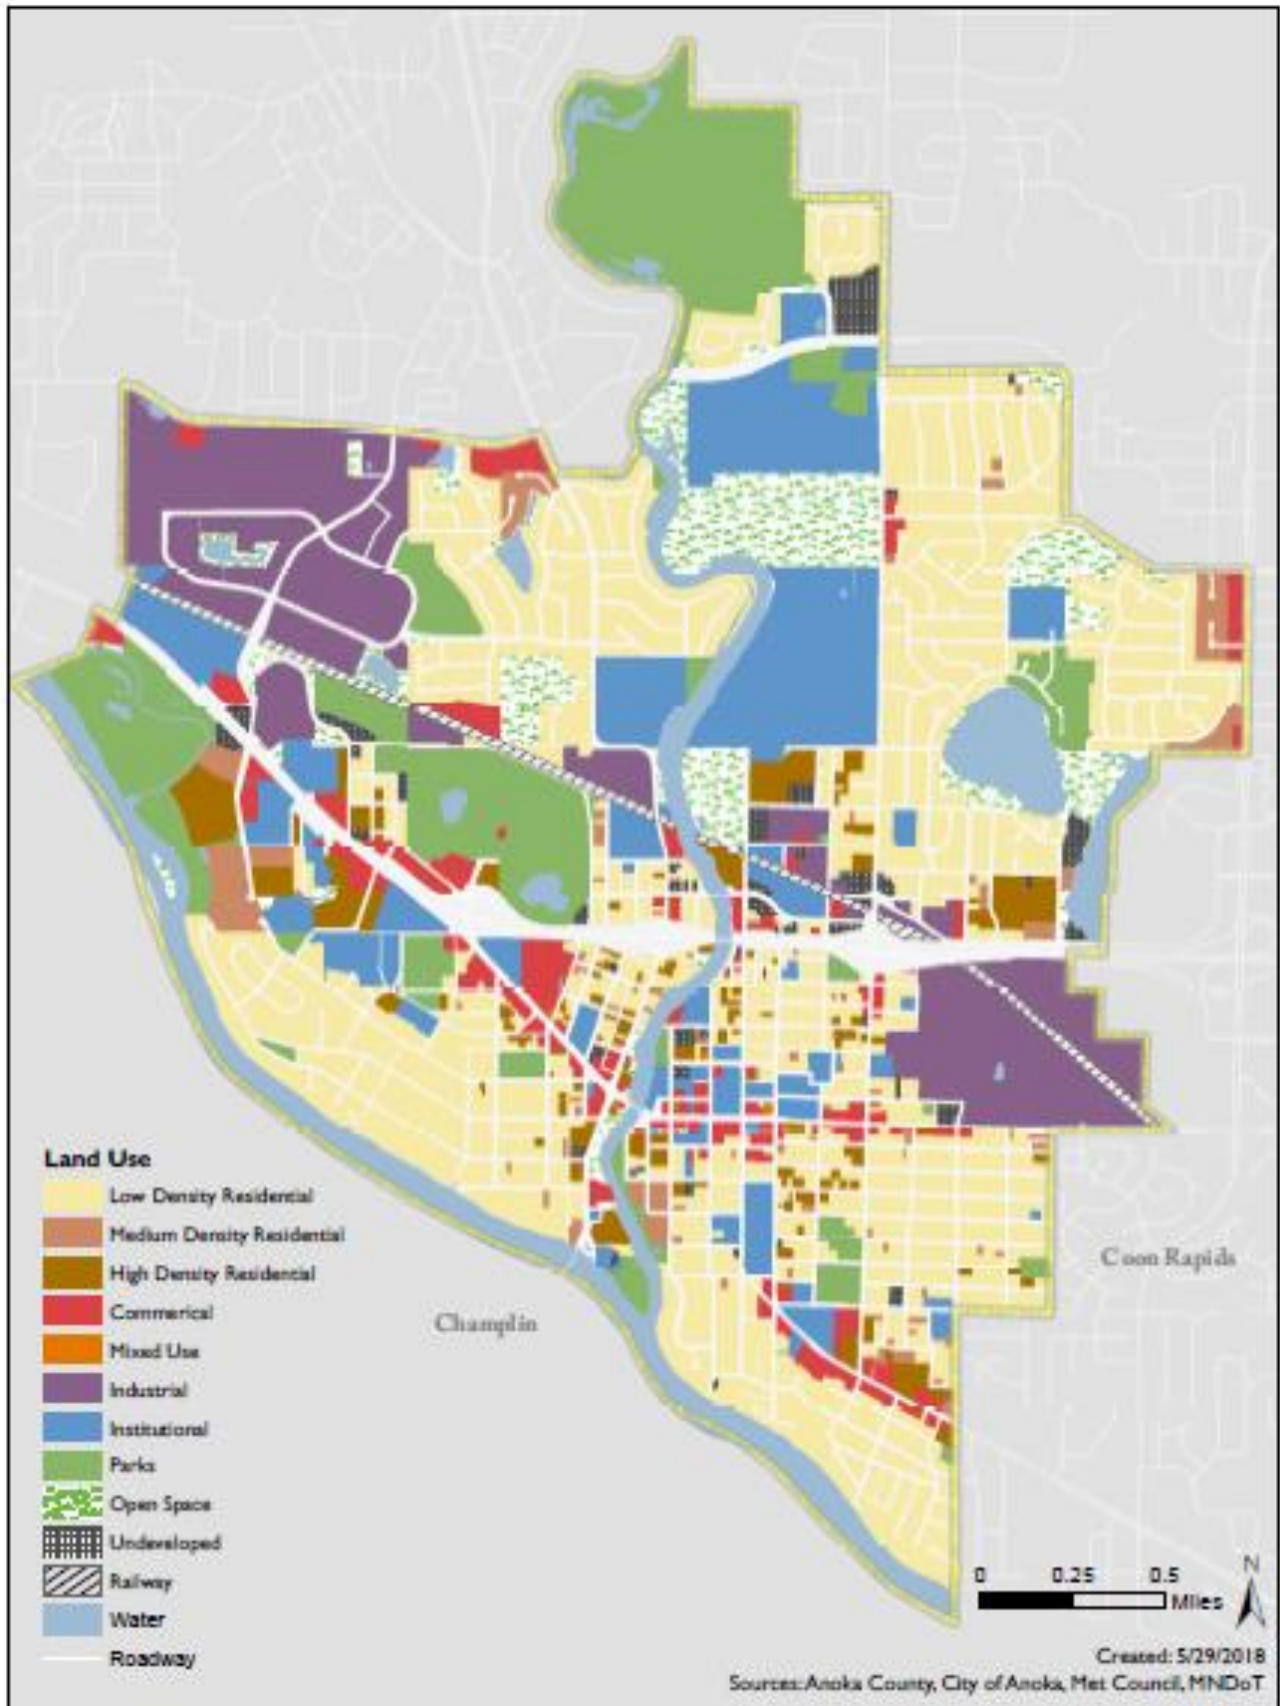 Land Use
Low Density Residential
Medium Density Residential
High Density Residential
Commerical
Mixed Use
Industrial
Institutional
Parks
Open Space
Undeveloped
Railway
Water
Roadway
Champlin
Coon Rapids
N
0 0.25 0.5
Miles
Created: 5/29/2018
Sources: Anoka County, City of Anoka, Met Council, MNDoT